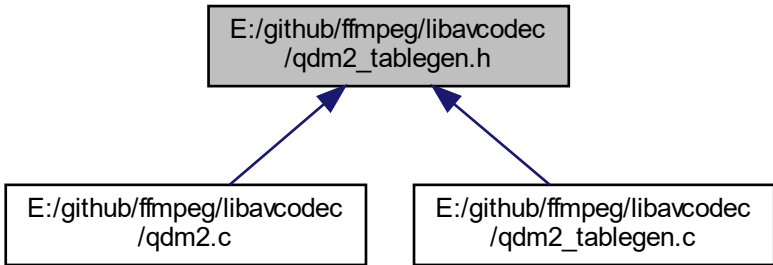 E:/github/ffmpeg/libavcodec
/qdm2_tablegen.h
E:/github/ffmpeg/libavcodec
/qdm2.c
E:/github/ffmpeg/libavcodec
/qdm2_tablegen.c